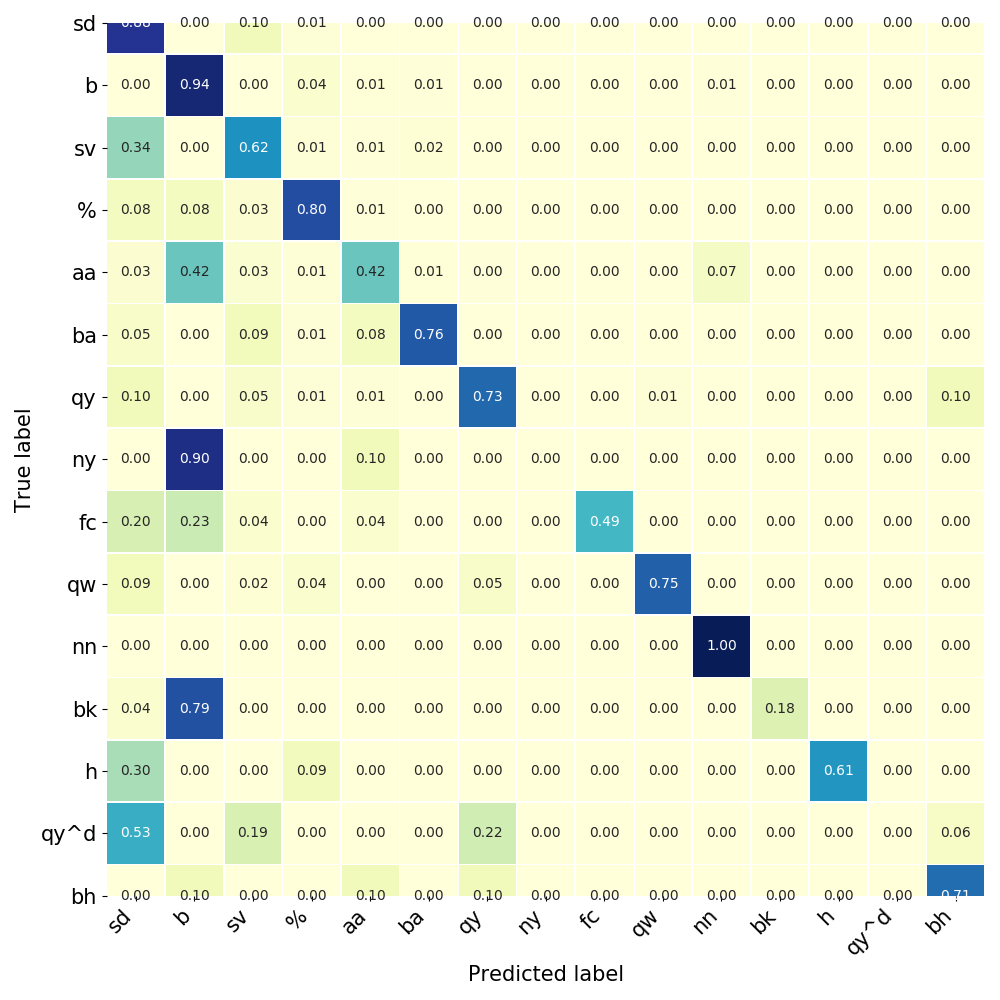 sd 0.86 0.00 0.10 0.01 0.00 0.00 0.00 0.00 0.00 0.00 0.00 0.00 0.00 0.00 0.00
b 0.00 0.94 0.00 0.04 0.01 0.01 0.00 0.00 0.00 0.00 0.01 0.00 0.00 0.00 0.00
sv 0.34 0.00 0.62 0.01 0.01 0.02 0.00 0.00 0.00 0.00 0.00 0.00 0.00 0.00 0.00
% 0.08 0.08 0.03 0.80 0.01 0.00 0.00 0.00 0.00 0.00 0.00 0.00 0.00 0.00 0.00
aa 0.03 0.42 0.03 0.01 0.42 0.01 0.00 0.00 0.00 0.00 0.07 0.00 0.00 0.00 0.00
ba 0.05 0.00 0.09 0.01 0.08 0.76 0.00 0.00 0.00 0.00 0.00 0.00 0.00 0.00 0.00
qy 0.10 0.00 0.05 0.01 0.01 0.00 0.73 0.00 0.00 0.01 0.00 0.00 0.00 0.00 0.10
ny 0.00 0.90 0.00 0.00 0.10 0.00 0.00 0.00 0.00 0.00 0.00 0.00 0.00 0.00 0.00
fc 0.20 0.23 0.04 0.00 0.04 0.00 0.00 0.00 0.49 0.00 0.00 0.00 0.00 0.00 0.00
qw 0.09 0.00 0.02 0.04 0.00 0.00 0.05 0.00 0.00 0.75 0.00 0.00 0.00 0.00 0.00
nn 0.00 0.00 0.00 0.00 0.00 0.00 0.00 0.00 0.00 0.00 1.00 0.00 0.00 0.00 0.00
bk 0.04 0.79 0.00 0.00 0.00 0.00 0.00 0.00 0.00 0.00 0.00 0.18 0.00 0.00 0.00
h 0.30 0.00 0.00 0.09 0.00 0.00 0.00 0.00 0.00 0.00 0.00 0.00 0.61 0.00 0.00
qy^d 0.53 0.00 0.19 0.00 0.00 0.00 0.22 0.00 0.00 0.00 0.00 0.00 0.00 0.00 0.06
bh 0.00 0.10 0.00 0.00 0.10 0.00 0.10 0.00 0.00 0.00 0.00 0.00 0.00 0.00 0.71
sd b sv % aa ba qy ny fc qw nn bk h qy^d bh
True label
Predicted label